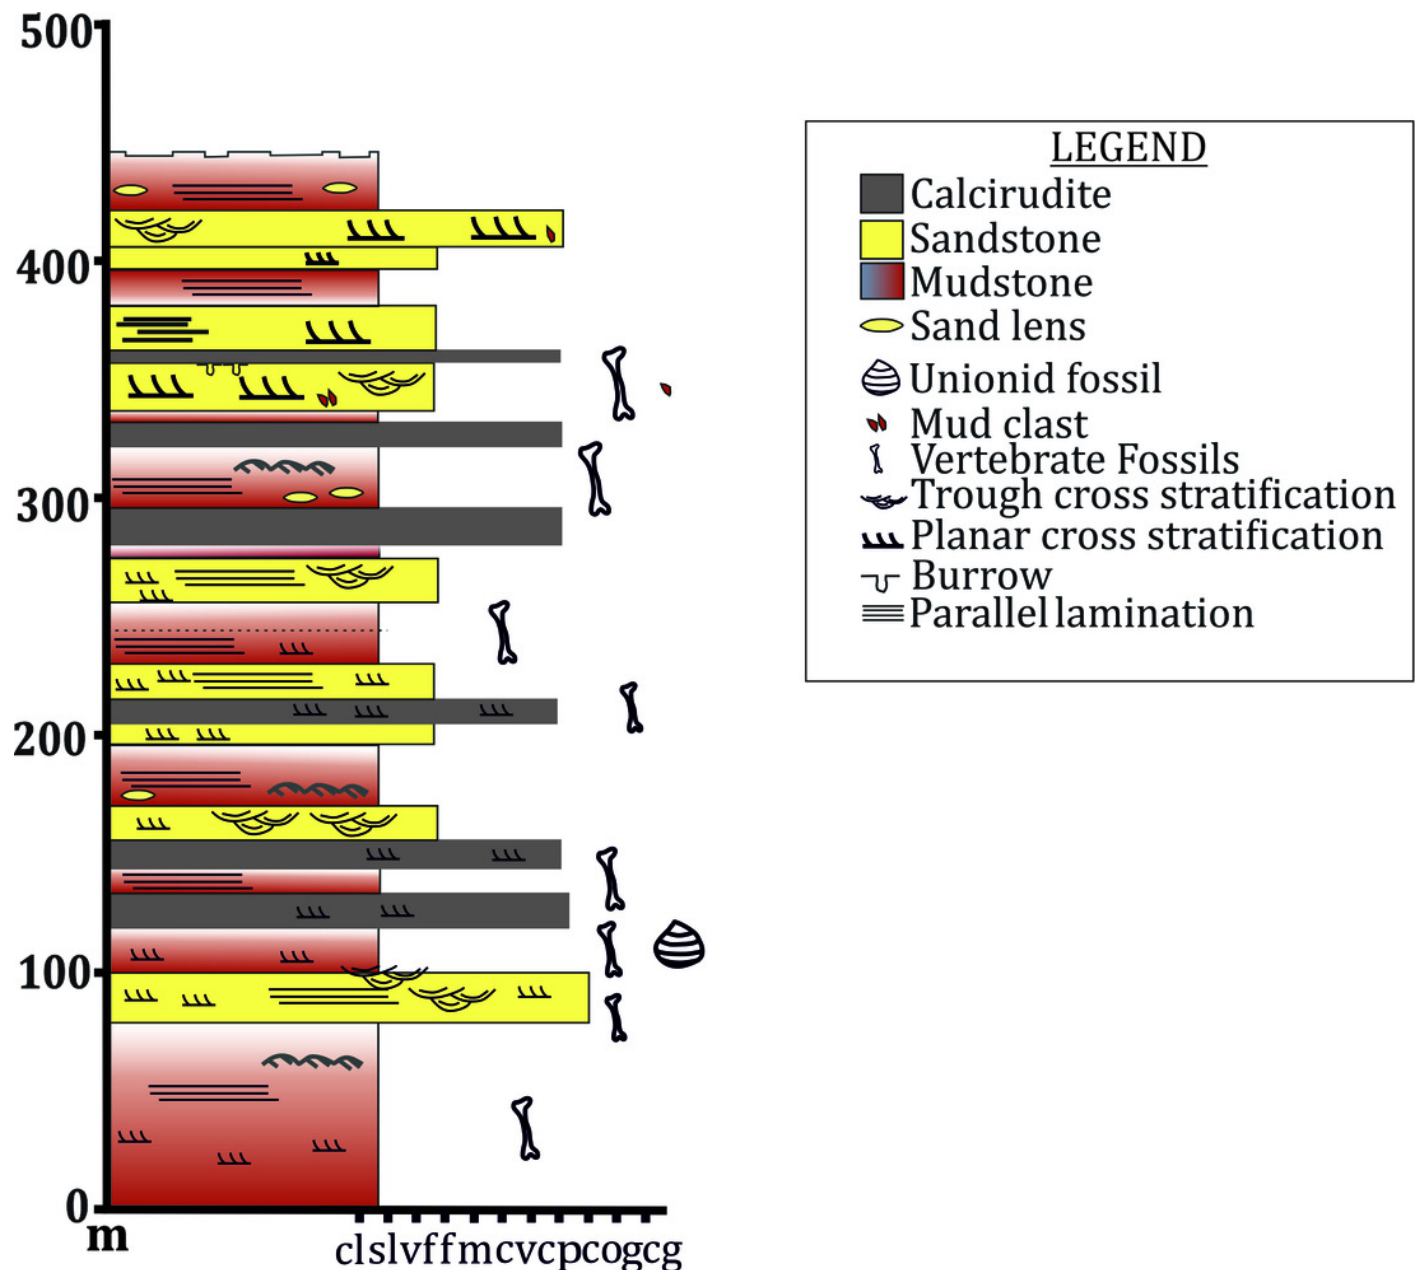 500
400
300
200
100
0
m
clslvffmcvcpcogcg
LEGEND
Calcirudite
Sandstone
Mudstone
Sand lens
Unionid fossil
Mud clast
Vertebrate Fossils
Trough cross stratification
Planar cross stratification
Burrow
Parallel lamination